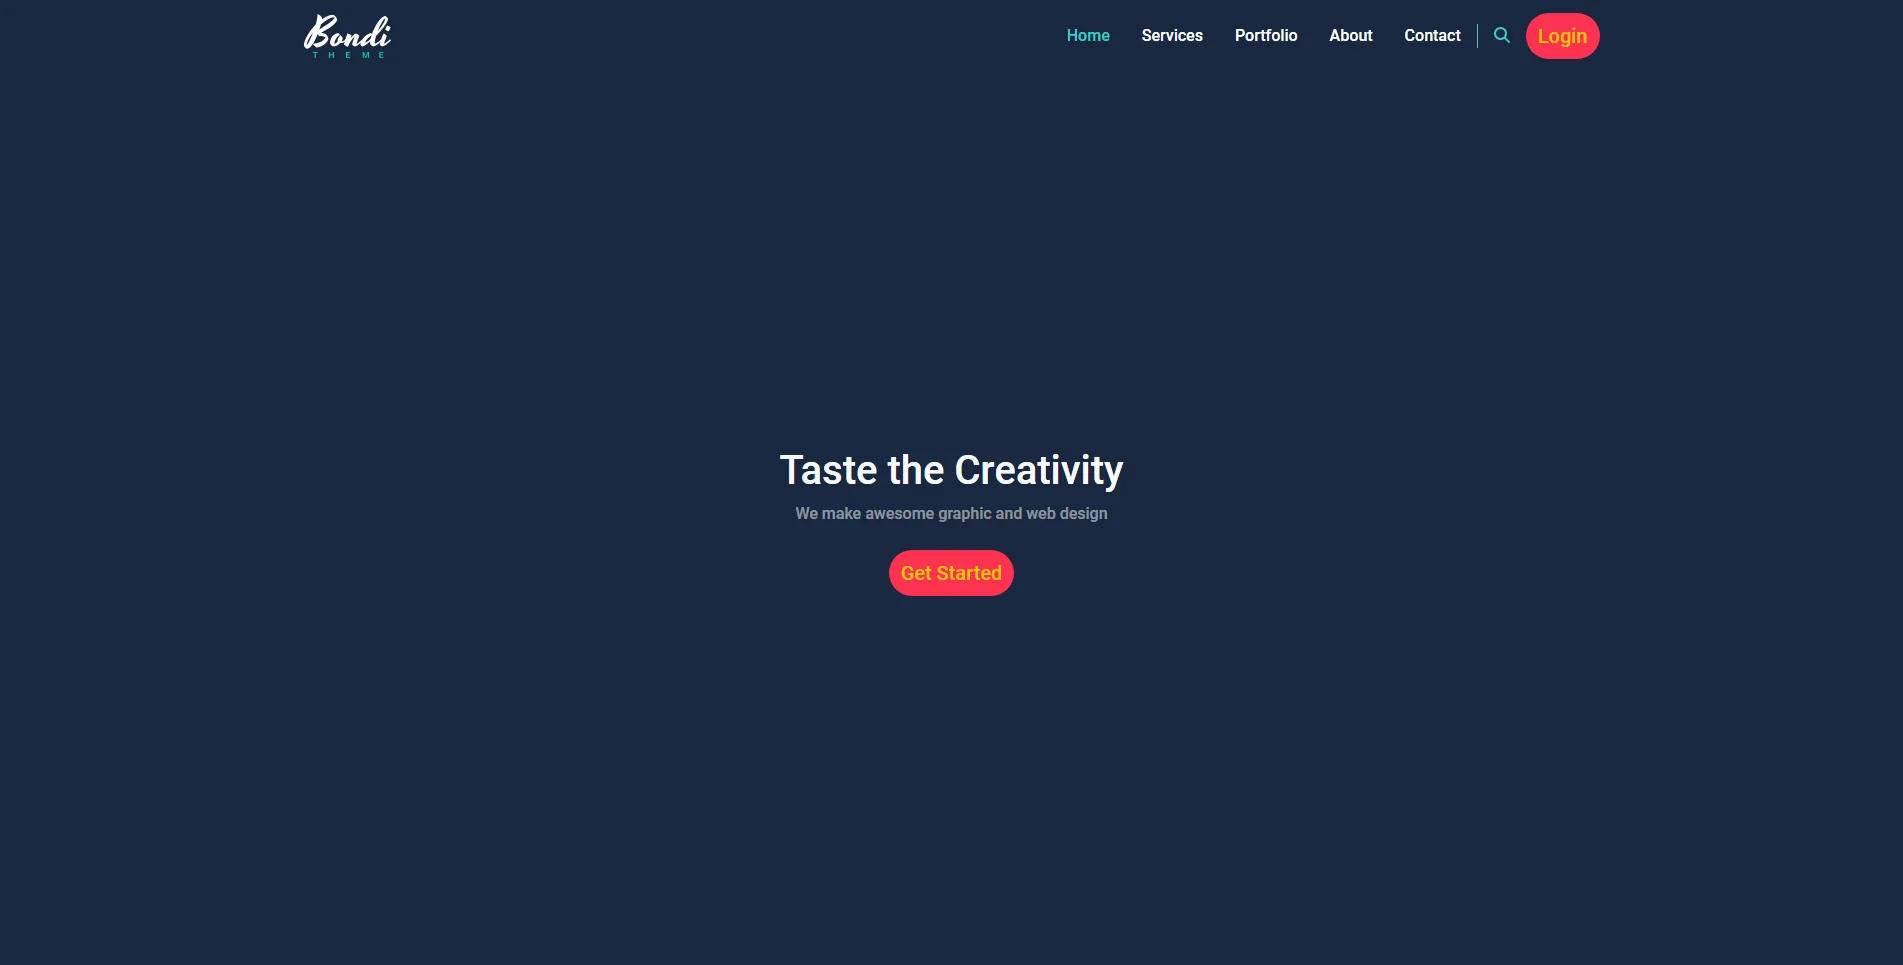 Bondi
THEME
Home Services Portfolio About Contact Login
Taste the Creativity
We make awesome graphic and web design
Get Started